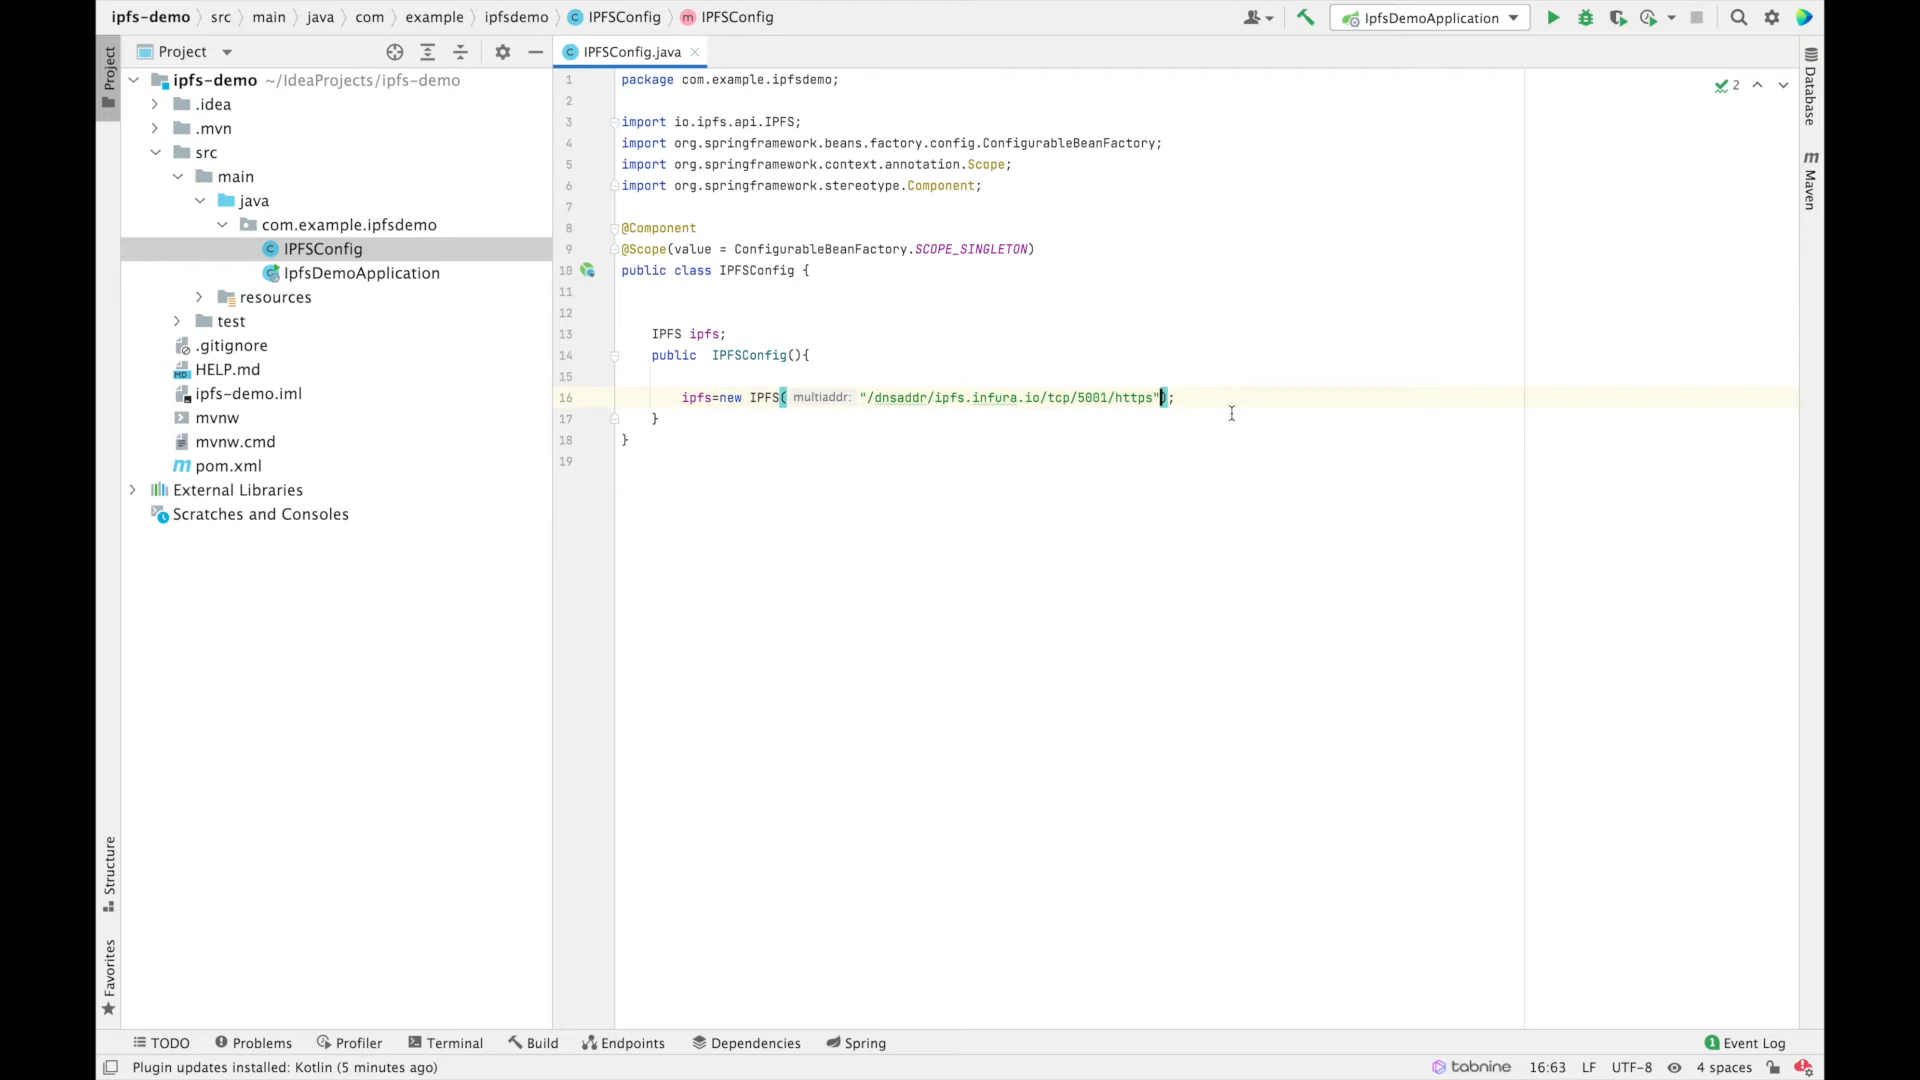 ipfs-demo src main java com example ipfsdemo IPFSConfig IPFSConfig IpfsDemoApplication
Project
IPFSConfig.java
Project
ipfs-demo ~/IdeaProjects/ipfs-demo
.idea
.mvn
src
main
java
com.example.ipfsdemo
IPFSConfig
IpfsDemoApplication
resources
test
.gitignore
HELP.md
ipfs-demo.iml
mvnw
mvnw.cmd
pom.xml
External Libraries
Scratches and Consoles
Structure
Favorites
1 package com.example.ipfsdemo;
2
3 import io.ipfs.api.IPFS;
4 import org.springframework.beans.factory.config.ConfigurableBeanFactory;
5 import org.springframework.context.annotation.Scope;
6 import org.springframework.stereotype.Component;
7
8 @Component
9 @Scope(value = ConfigurableBeanFactory.SCOPE_SINGLETON)
10 public class IPFSConfig {
11
12
13 IPFS ipfs;
14 public IPFSConfig(){
15
16 ipfs=new IPFS( multiaddr: "/dnsaddr/ipfs.infura.io/tcp/5001/https");
17 }
18 }
19
2
Database
Maven
TODO Problems Profiler Terminal Build Endpoints Dependencies Spring 1 Event Log
Plugin updates installed: Kotlin (5 minutes ago) tabnine 16:63 LF UTF-8 4 spaces